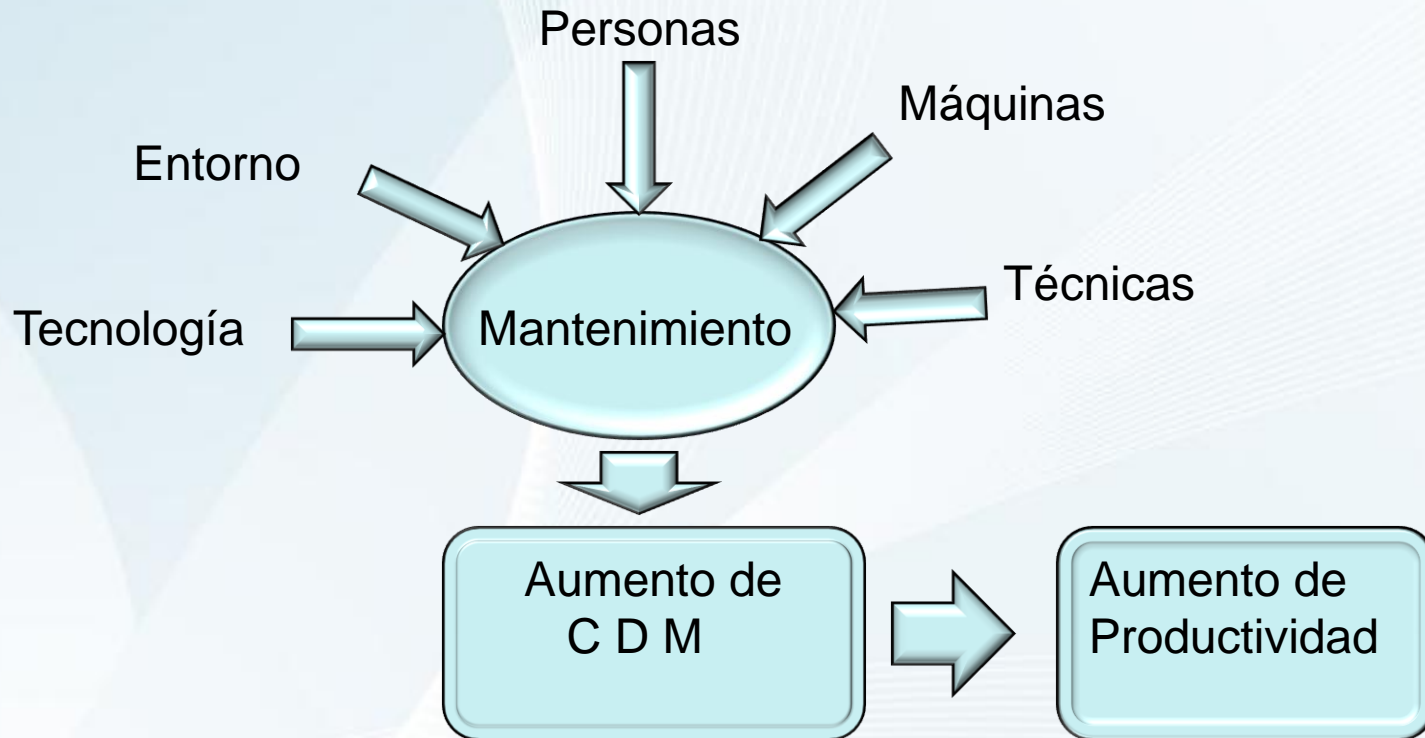 Personas
Máquinas
Entorno
Técnicas
Tecnología
Mantenimiento
Aumento de
C D M
Aumento de
Productividad